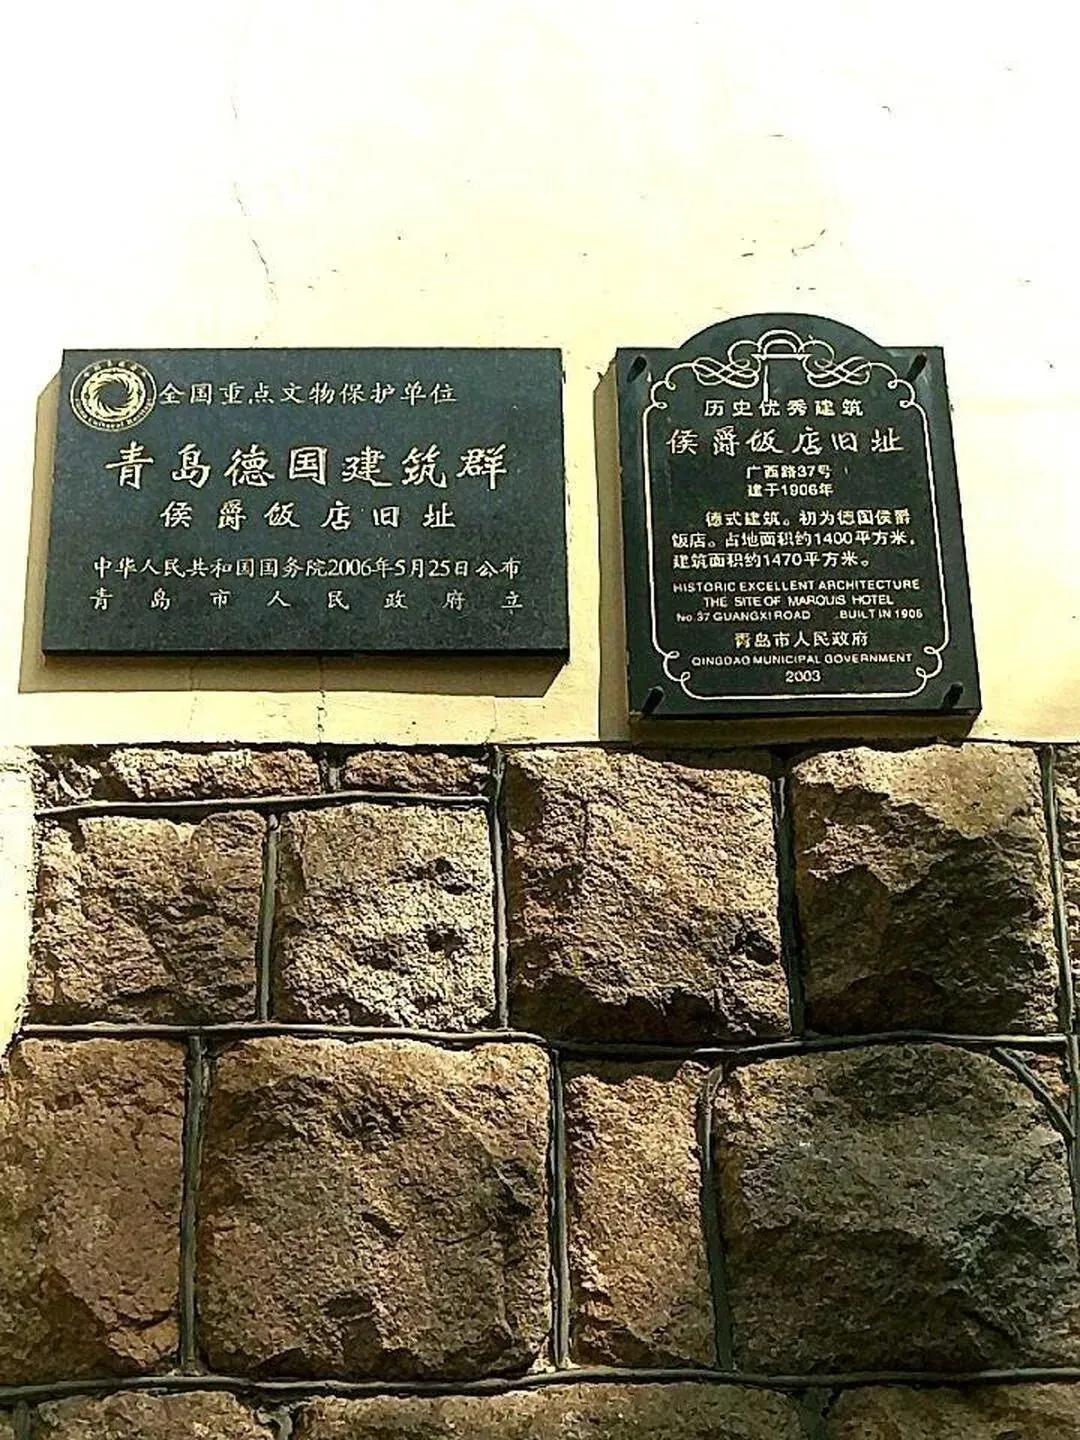 全国重点文物保护单位
青岛德国建筑群
侯爵饭店旧址
中华人民共和国国务院2006年5月25日公布
青岛市人民政府立
历史优秀建筑
侯爵饭店旧址
广西路37号
建于1906年
德式建筑。初为德国侯爵
饭店。占地面积约1400平方米,
建筑面积约1470平方米。
HISTORIC EXCELLENT ARCHITECTURE
THE SITE OF MARQUIS HOTEL
No.37 GUANGXI ROAD BUILT IN 1906
青岛市人民政府
QINGDAO MUNICIPAL GOVERNMENT
2003